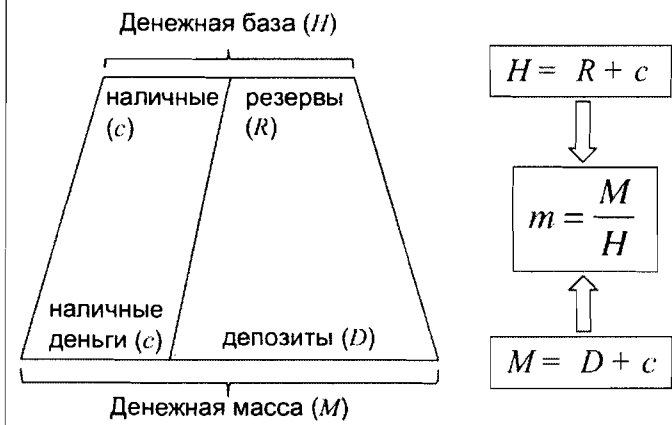 Денежная база (H)
наличные
(c)
резервы
(R)
наличные
деньги (c)
депозиты (D)
Денежная масса (M)
H = R + c
m = M/H
M = D + c